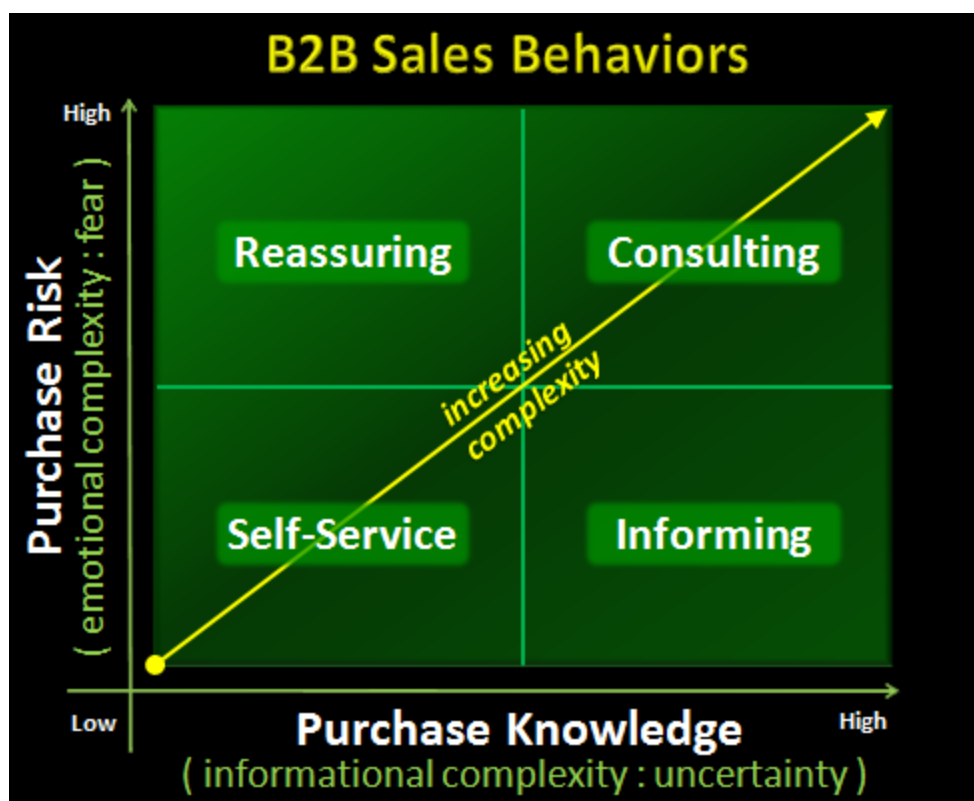 B2B Sales Behaviors
High
Purchase Risk
( emotional complexity : fear )
Reassuring
Consulting
increasing
complexity
Self-Service
Informing
Low
Purchase Knowledge
High
( informational complexity : uncertainty )